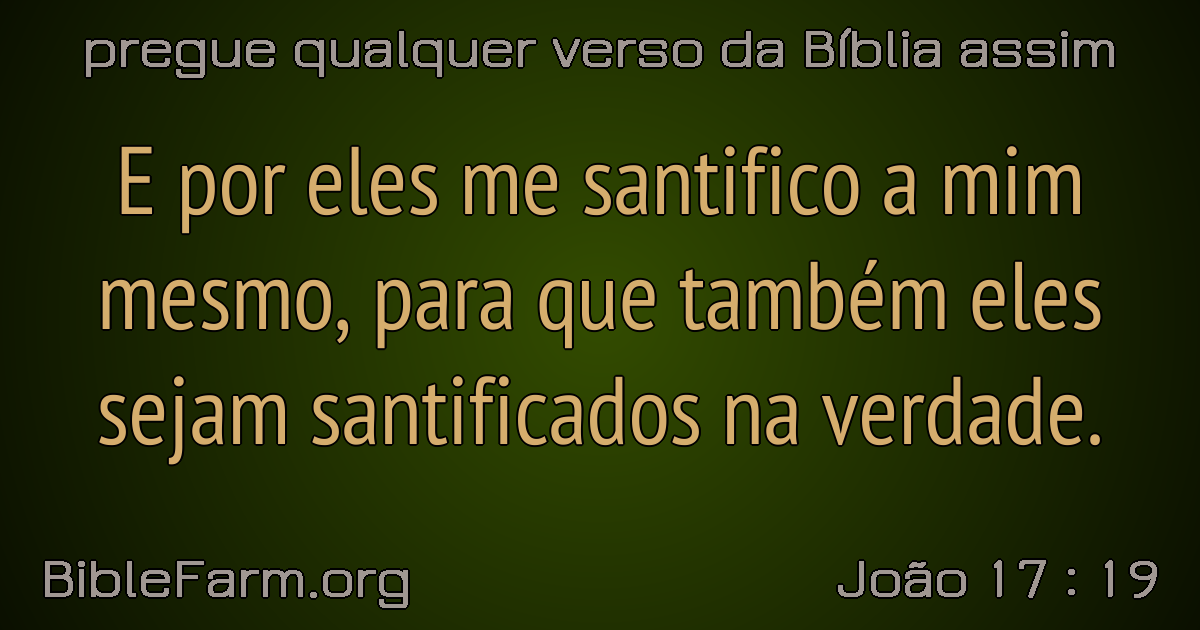 pregue qualquer verso da Bíblia assim
E por eles me santifico a mim
mesmo, para que também eles
sejam santificados na verdade.
BibleFarm.org
João 17 : 19